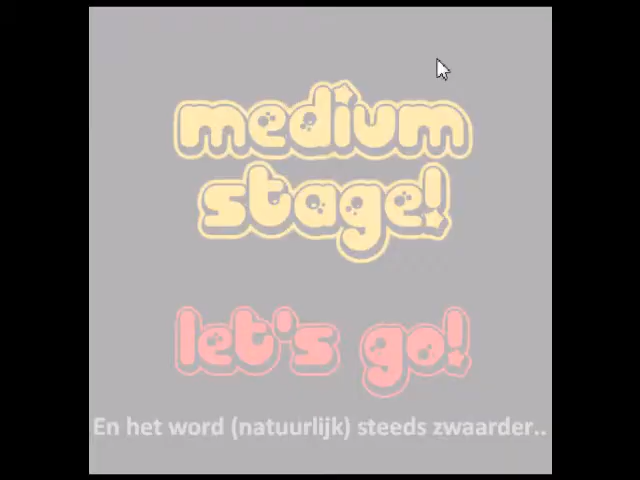 medium
stage!
let's go!
En het word (natuurlijk) steeds zwaarder..